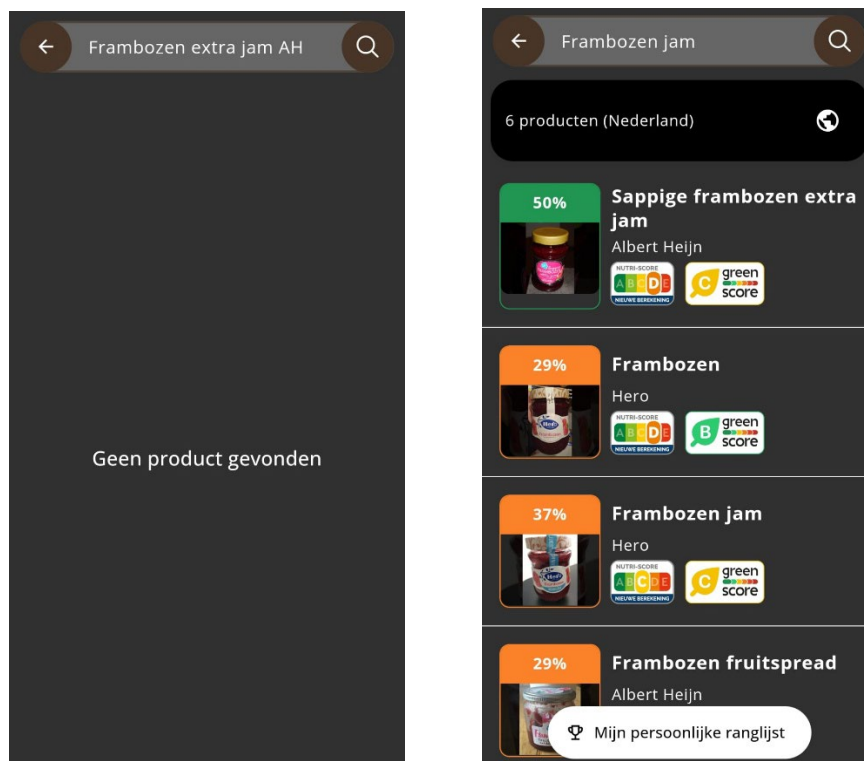 Frambozen extra jam AH
Geen product gevonden
Frambozen jam
6 producten (Nederland)
50%
Sappige frambozen extra
jam
Albert Heijn
NUTRI-SCORE
A B C D E
NIEUWE BEREKENING
C green
score
29%
Frambozen
Hero
NUTRI-SCORE
A B C D E
NIEUWE BEREKENING
B green
score
37%
Frambozen jam
Hero
NUTRI-SCORE
A B C D E
NIEUWE BEREKENING
C green
score
29%
Frambozen fruitspread
Albert Heijn
Mijn persoonlijke ranglijst